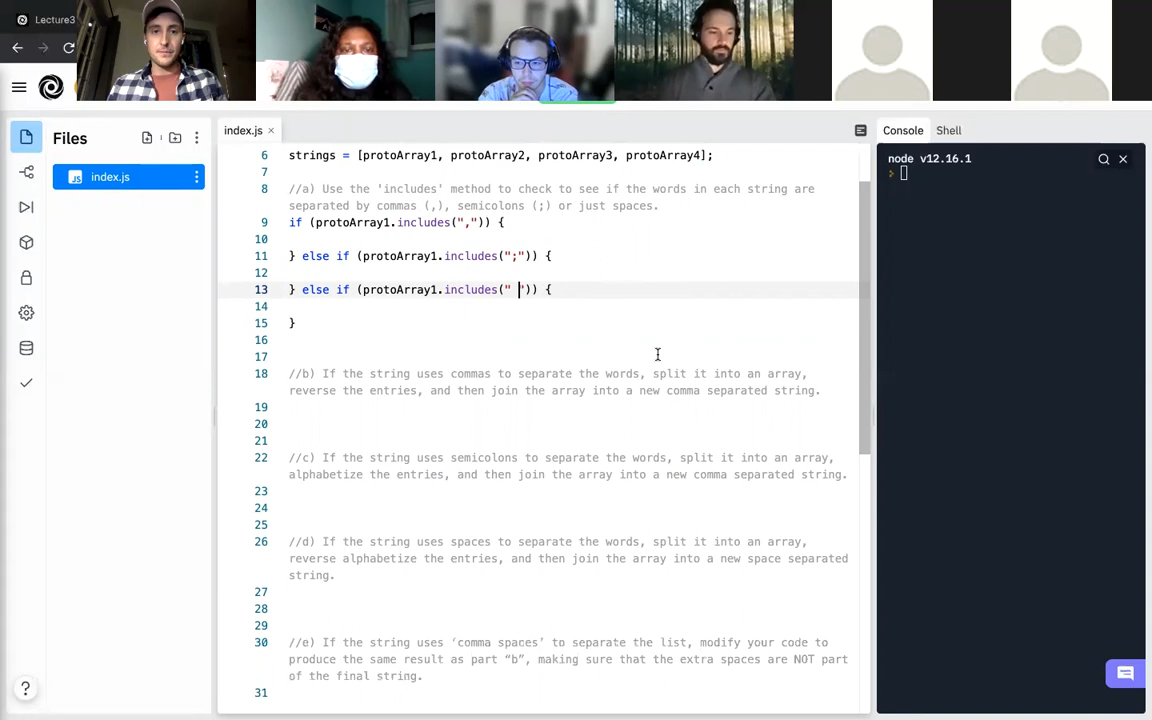 Lecture3
Files
index.js
index.js ×
6 strings = [protoArray1, protoArray2, protoArray3, protoArray4];
7
8 //a) Use the 'includes' method to check to see if the words in each string are
separated by commas (,), semicolons (;) or just spaces.
9 if (protoArray1.includes(",")) {
10
11 } else if (protoArray1.includes(";")) {
12
13 } else if (protoArray1.includes(" ")) {
14
15 }
16
17
18 //b) If the string uses commas to separate the words, split it into an array,
reverse the entries, and then join the array into a new comma separated string.
19
20
21
22 //c) If the string uses semicolons to separate the words, split it into an array,
alphabetize the entries, and then join the array into a new comma separated string.
23
24
25
26 //d) If the string uses spaces to separate the words, split it into an array,
reverse alphabetize the entries, and then join the array into a new space separated
string.
27
28
29
30 //e) If the string uses ‘comma spaces’ to separate the list, modify your code to
produce the same result as part “b”, making sure that the extra spaces are NOT part
of the final string.
31
Console Shell
node v12.16.1
>